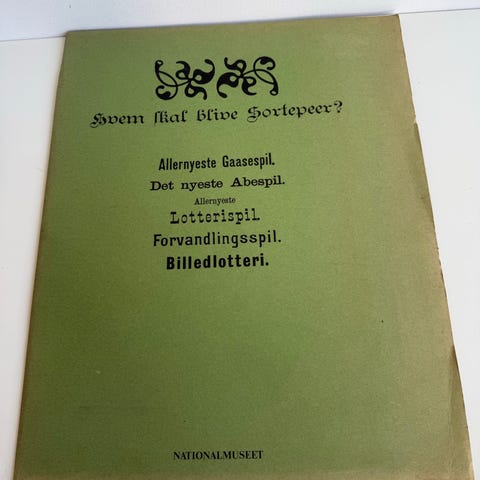 Hvem skal blive Sortepeer?
Allernyeste Gaasespil.
Det nyeste Abespil.
Allernyeste
Lotterispil.
Forvandlingsspil.
Billedlotteri.
NATIONALMUSEET